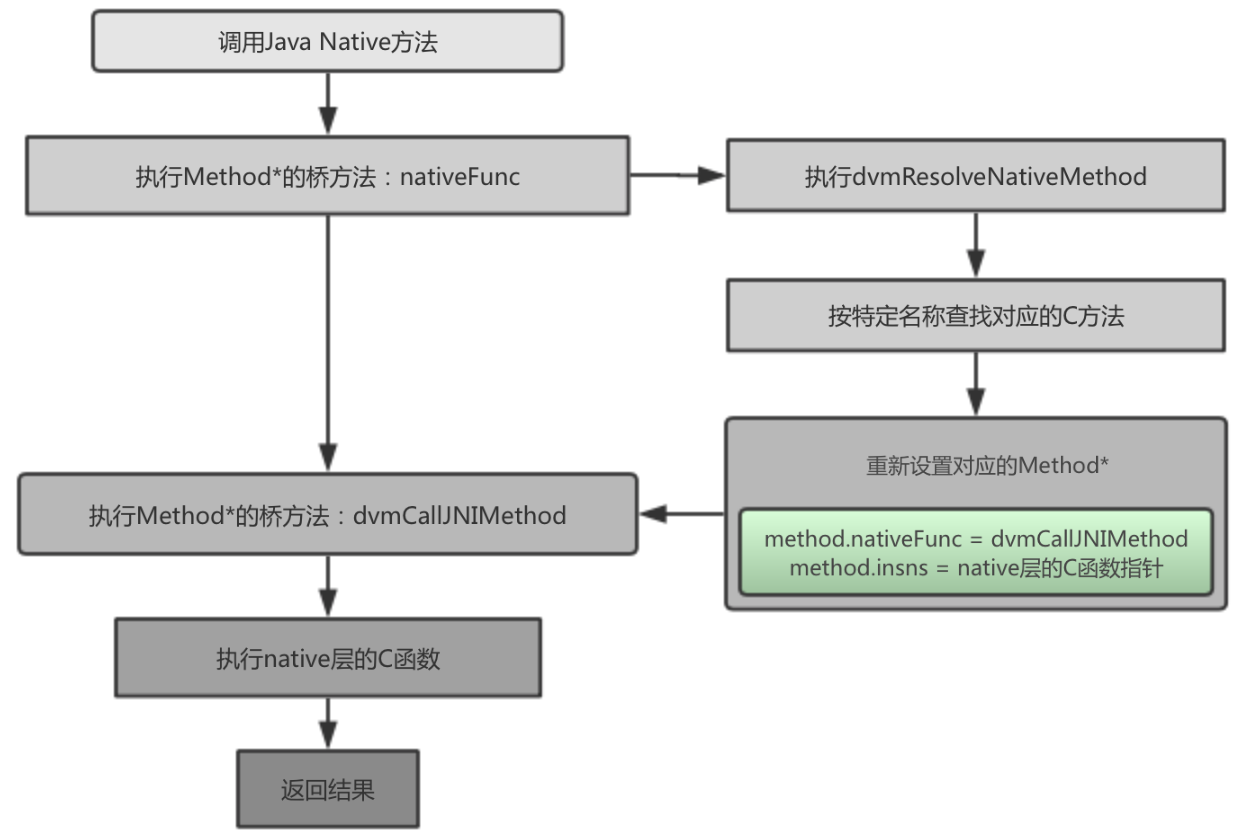 调用Java Native方法
执行Method*的桥方法：nativeFunc
执行dvmResolveNativeMethod
按特定名称查找对应的C方法
重新设置对应的Method*
method.nativeFunc = dvmCallJNIMethod
method.insns = native层的C函数指针
执行Method*的桥方法：dvmCallJNIMethod
执行native层的C函数
返回结果